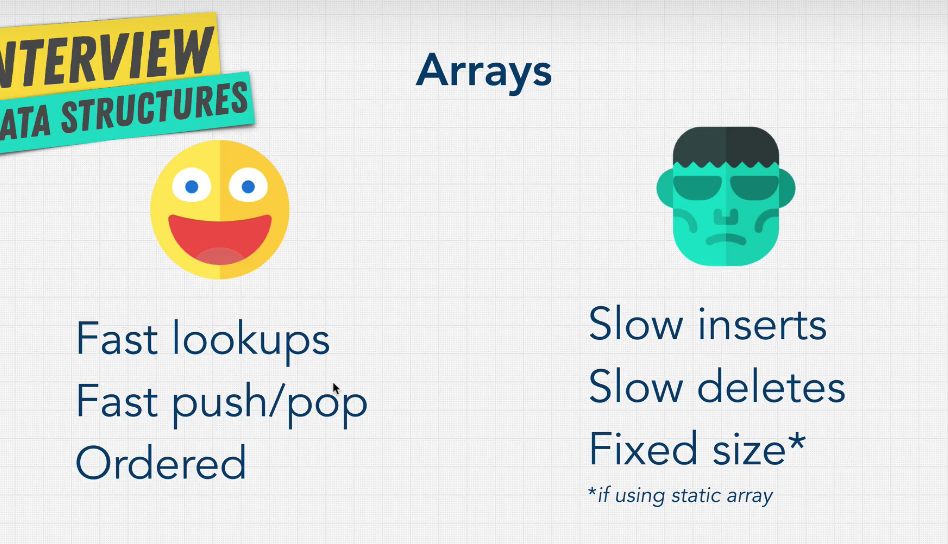 NTERVIEW
ATA STRUCTURES
Arrays
Fast lookups
Fast push/pop
Ordered
Slow inserts
Slow deletes
Fixed size*
*if using static array